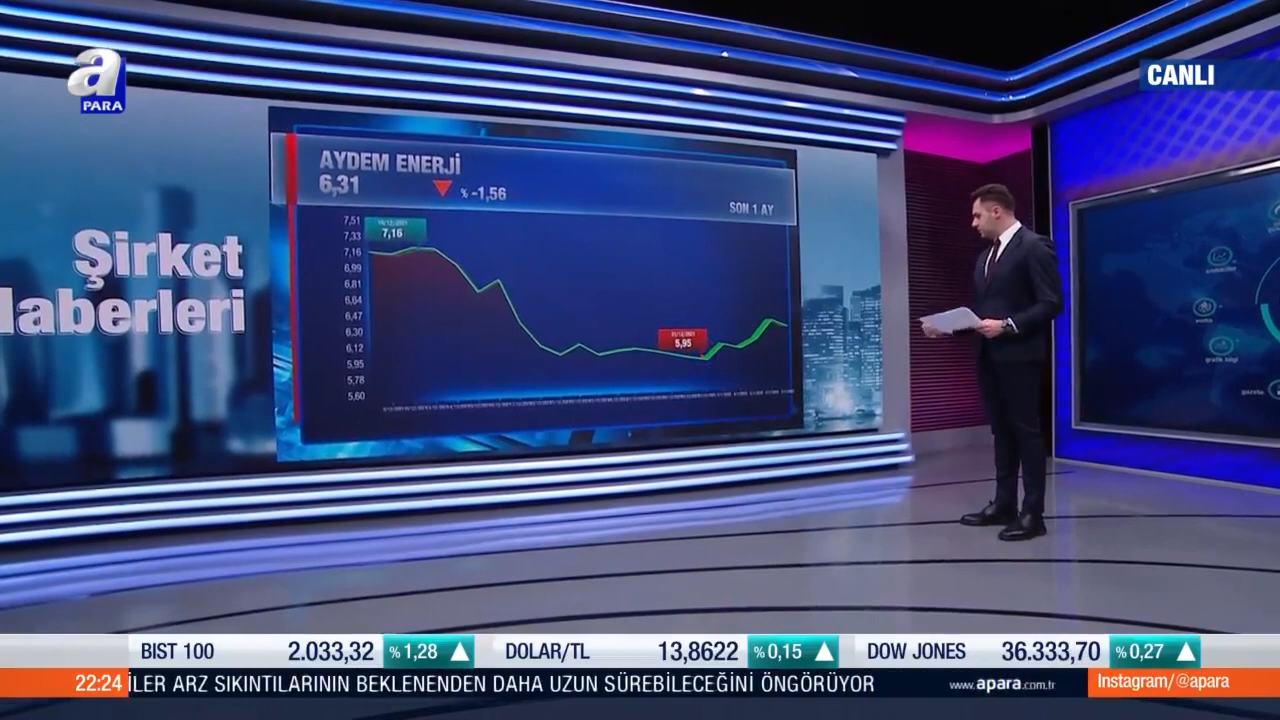 a
PARA
CANLI
AYDEM ENERJİ
6,31
% -1,56
SON 1 AY
7,51
7,33
7,16
6,99
6,81
6,64
6,47
6,30
6,12
5,95
5,78
5,60
7,16
5,95
Şirket
Haberleri
BIST 100 2.033,32 %1,28
DOLAR/TL 13,8622 %0,15
DOW JONES 36.333,70 %0,27
22:24 İLER ARZ SIKINTILARININ BEKLENENDEN DAHA UZUN SÜREBİLECEĞİNİ ÖNGÖRÜYOR
www.apara.com.tr
Instagram/@apara